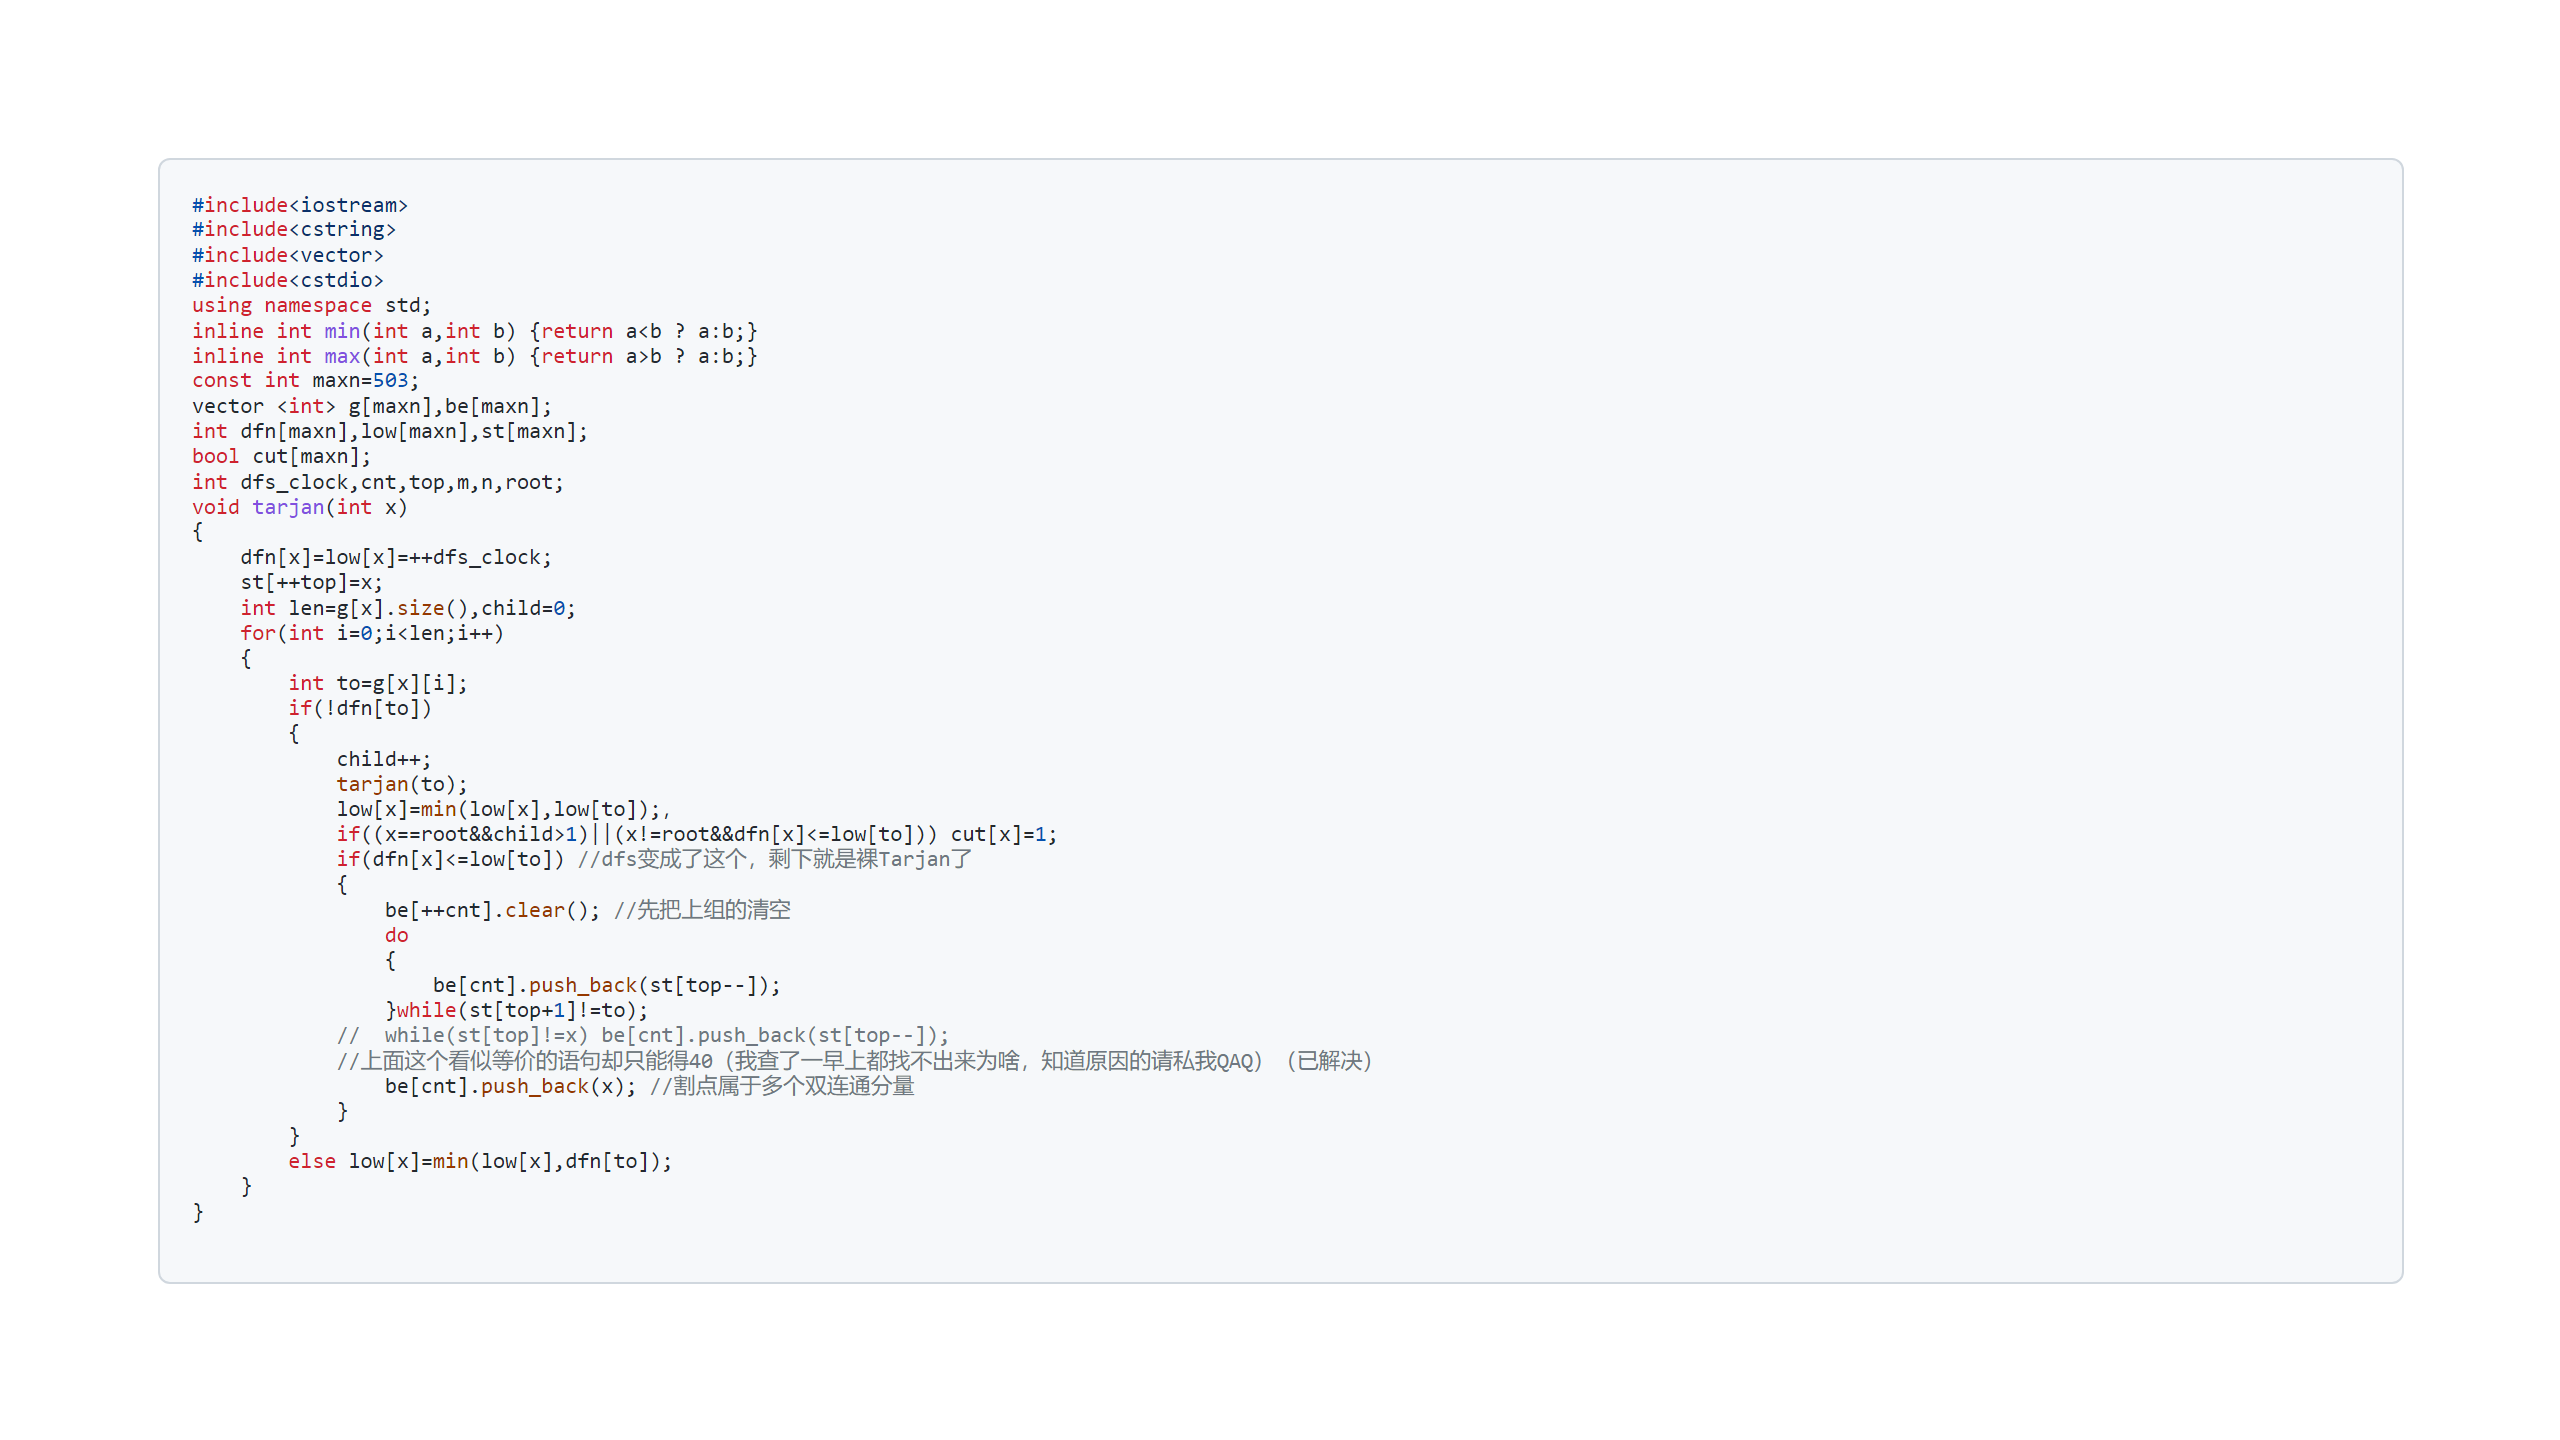 #include<iostream>
#include<cstring>
#include<vector>
#include<cstdio>
using namespace std;
inline int min(int a,int b) {return a<b ? a:b;}
inline int max(int a,int b) {return a>b ? a:b;}
const int maxn=503;
vector <int> g[maxn],be[maxn];
int dfn[maxn],low[maxn],st[maxn];
bool cut[maxn];
int dfs_clock,cnt,top,m,n,root;
void tarjan(int x)
{
    dfn[x]=low[x]=++dfs_clock;
    st[++top]=x;
    int len=g[x].size(),child=0;
    for(int i=0;i<len;i++)
    {
        int to=g[x][i];
        if(!dfn[to])
        {
            child++;
            tarjan(to);
            low[x]=min(low[x],low[to]);,
            if((x==root&&child>1)||(x!=root&&dfn[x]<=low[to])) cut[x]=1;
            if(dfn[x]<=low[to]) //dfs变成了这个，剩下就是裸Tarjan了
            {
                be[++cnt].clear(); //先把上组的清空
                do
                {
                    be[cnt].push_back(st[top--]);
                }while(st[top+1]!=to);
            //  while(st[top]!=x) be[cnt].push_back(st[top--]);
            //上面这个看似等价的语句却只能得40（我查了一早上都找不出来为啥，知道原因的请私我QAQ）（已解决）
                be[cnt].push_back(x); //割点属于多个双连通分量
            }
        }
        else low[x]=min(low[x],dfn[to]);
    }
}